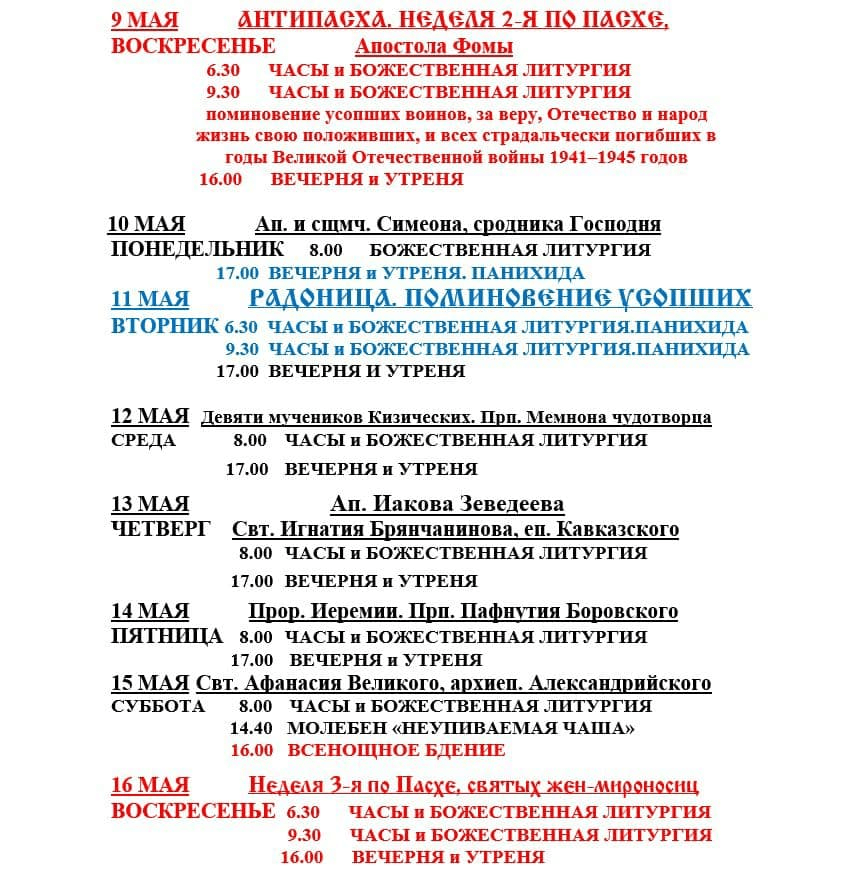 9 МАЯ АНТИПАСХА. НЕДЕЛЯ 2-Я ПО ПАСХЕ,
ВОСКРЕСЕНЬЕ Апостола Фомы
6.30 ЧАСЫ и БОЖЕСТВЕННАЯ ЛИТУРГИЯ
9.30 ЧАСЫ и БОЖЕСТВЕННАЯ ЛИТУРГИЯ
поминовение усопших воинов, за веру, Отечество и народ
жизнь свою положивших, и всех страдальчески погибших в
годы Великой Отечественной войны 1941–1945 годов
16.00 ВЕЧЕРНЯ и УТРЕНЯ
10 МАЯ Ап. и сщмч. Симеона, сродника Господня
ПОНЕДЕЛЬНИК 8.00 БОЖЕСТВЕННАЯ ЛИТУРГИЯ
17.00 ВЕЧЕРНЯ и УТРЕНЯ. ПАНИХИДА
11 МАЯ РАДОНИЦА. ПОМИНОВЕНИЕ УСОПШИХ
ВТОРНИК 6.30 ЧАСЫ и БОЖЕСТВЕННАЯ ЛИТУРГИЯ.ПАНИХИДА
9.30 ЧАСЫ и БОЖЕСТВЕННАЯ ЛИТУРГИЯ.ПАНИХИДА
17.00 ВЕЧЕРНЯ И УТРЕНЯ
12 МАЯ Девяти мучеников Кизических. Прп. Мемнона чудотворца
СРЕДА 8.00 ЧАСЫ и БОЖЕСТВЕННАЯ ЛИТУРГИЯ
17.00 ВЕЧЕРНЯ и УТРЕНЯ
13 МАЯ Ап. Иакова Зеведеева
ЧЕТВЕРГ Свт. Игнатия Брянчанинова, еп. Кавказского
8.00 ЧАСЫ и БОЖЕСТВЕННАЯ ЛИТУРГИЯ
17.00 ВЕЧЕРНЯ и УТРЕНЯ
14 МАЯ Прор. Иеремии. Прп. Пафнутия Боровского
ПЯТНИЦА 8.00 ЧАСЫ и БОЖЕСТВЕННАЯ ЛИТУРГИЯ
17.00 ВЕЧЕРНЯ и УТРЕНЯ
15 МАЯ Свт. Афанасия Великого, архиеп. Александрийского
СУББОТА 8.00 ЧАСЫ и БОЖЕСТВЕННАЯ ЛИТУРГИЯ
14.40 МОЛЕБЕН «НЕУПИВАЕМАЯ ЧАША»
16.00 ВСЕНОЩНОЕ БДЕНИЕ
16 МАЯ Неделя 3-я по Пасхе, святых жен-мироносиц
ВОСКРЕСЕНЬЕ 6.30 ЧАСЫ и БОЖЕСТВЕННАЯ ЛИТУРГИЯ
9.30 ЧАСЫ и БОЖЕСТВЕННАЯ ЛИТУРГИЯ
16.00 ВЕЧЕРНЯ и УТРЕНЯ